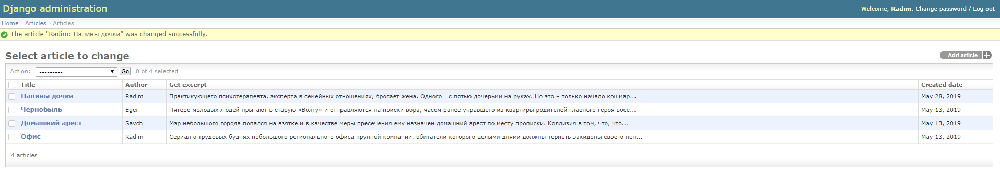 Django administration
Welcome, Radim. Change password / Log out
Home › Articles › Articles
The article "Radim: Папины дочки" was changed successfully.
Select article to change
Add article +
Action: --------- Go 0 of 4 selected
Title Author Get excerpt Created date
Папины дочки Radim Практикующего психотерапевта, эксперта в семейных отношениях, бросает жена. Одного… с пятью дочерьми на руках. Но это – только начало кошмар... May 28, 2019
Чернобыль Eger Пятеро молодых людей прыгают в старую «Волгу» и отправляются на поиски вора, часом ранее укравшего из квартиры родителей главного героя восе... May 13, 2019
Домашний арест Savch Мэр небольшого города попался на взятке и в качестве меры пресечения ему назначен домашний арест по месту прописки. Коллизия в том, что, что... May 13, 2019
Офис Radim Сериал о трудовых буднях небольшого регионального офиса крупной компании, обитатели которого целыми днями должны терпеть закидоны своего неп... May 13, 2019
4 articles